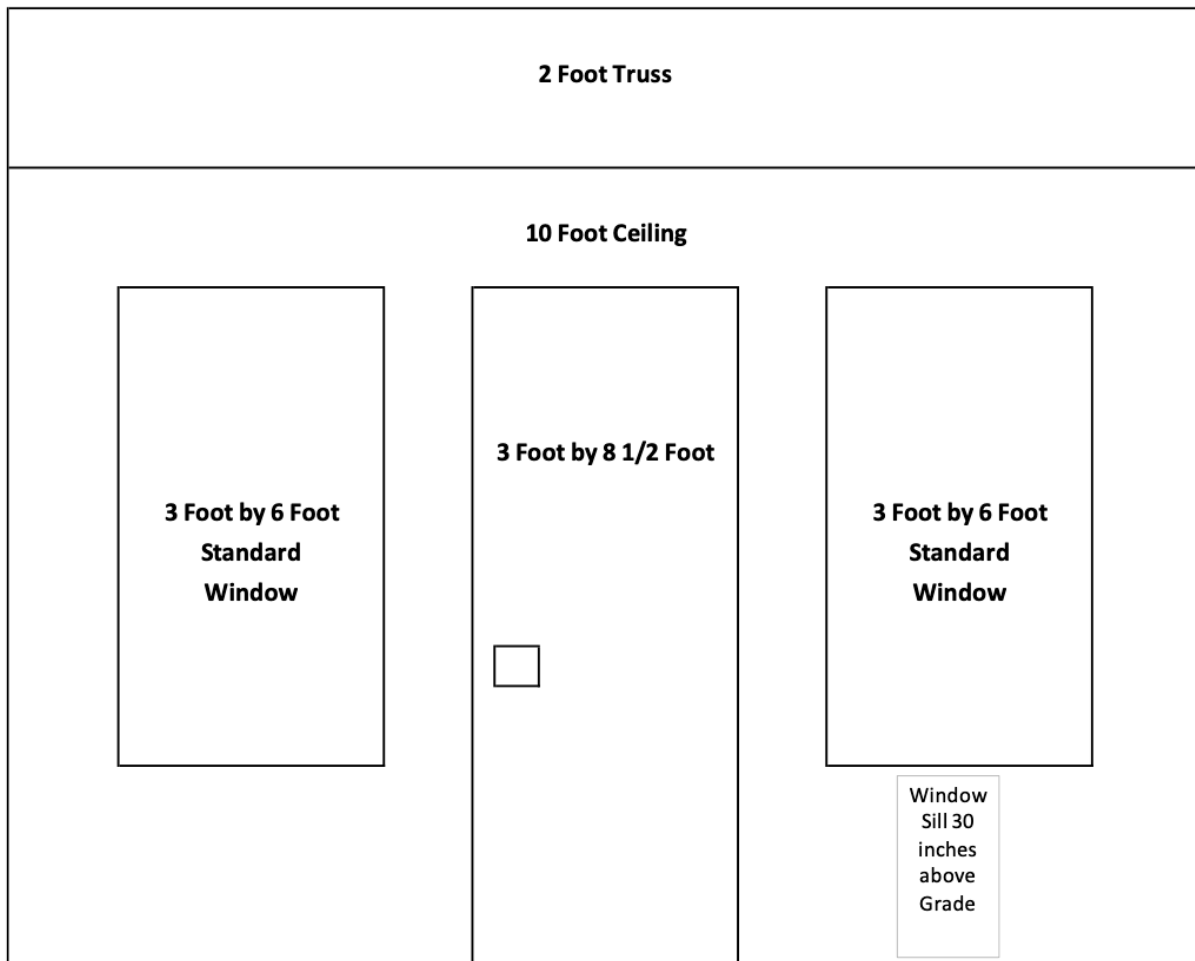 2 Foot Truss
10 Foot Ceiling
3 Foot by 6 Foot
Standard
Window
3 Foot by 8 1/2 Foot
3 Foot by 6 Foot
Standard
Window
Window
Sill 30
inches
above
Grade